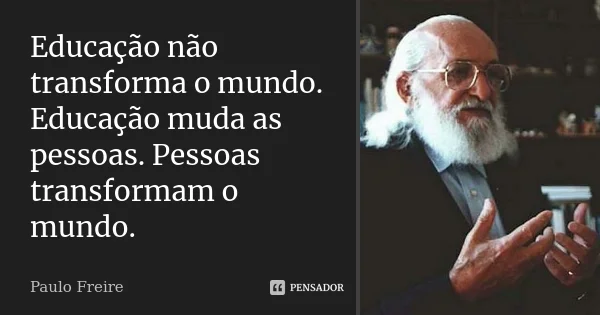 Educação não
transforma o mundo.
Educação muda as
pessoas. Pessoas
transformam o
mundo.
Paulo Freire
PENSADOR